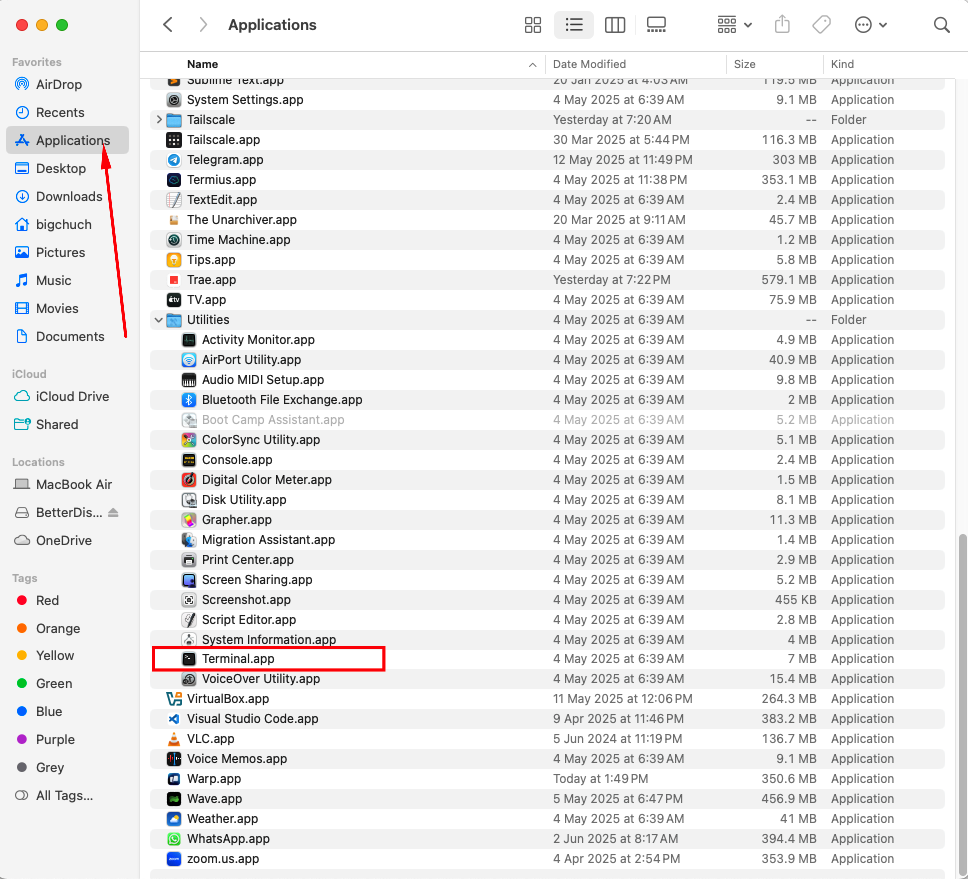 Applications
Favorites
AirDrop
Recents
Applications
Desktop
Downloads
bigchuch
Pictures
Music
Movies
Documents
iCloud
iCloud Drive
Shared
Locations
MacBook Air
BetterDis...
OneDrive
Tags
Red
Orange
Yellow
Green
Blue
Purple
Grey
All Tags...
Name Date Modified Size Kind
Sublime Text.app 20 Jan 2025 at 4:03 AM 119.5 MB Application
System Settings.app 4 May 2025 at 6:39 AM 9.1 MB Application
Tailscale Yesterday at 7:20 AM -- Folder
Tailscale.app 30 Mar 2025 at 5:44 PM 116.3 MB Application
Telegram.app 12 May 2025 at 11:49 PM 303 MB Application
Termius.app 4 May 2025 at 11:38 PM 353.1 MB Application
TextEdit.app 4 May 2025 at 6:39 AM 2.4 MB Application
The Unarchiver.app 20 Mar 2025 at 9:11 AM 45.7 MB Application
Time Machine.app 4 May 2025 at 6:39 AM 1.2 MB Application
Tips.app 4 May 2025 at 6:39 AM 5.8 MB Application
Trae.app Yesterday at 7:22 PM 579.1 MB Application
TV.app 4 May 2025 at 6:39 AM 75.9 MB Application
Utilities 4 May 2025 at 6:39 AM -- Folder
Activity Monitor.app 4 May 2025 at 6:39 AM 4.9 MB Application
AirPort Utility.app 4 May 2025 at 6:39 AM 40.9 MB Application
Audio MIDI Setup.app 4 May 2025 at 6:39 AM 9.8 MB Application
Bluetooth File Exchange.app 4 May 2025 at 6:39 AM 2 MB Application
Boot Camp Assistant.app 4 May 2025 at 6:39 AM 5.2 MB Application
ColorSync Utility.app 4 May 2025 at 6:39 AM 5.1 MB Application
Console.app 4 May 2025 at 6:39 AM 2.4 MB Application
Digital Color Meter.app 4 May 2025 at 6:39 AM 1.5 MB Application
Disk Utility.app 4 May 2025 at 6:39 AM 8.1 MB Application
Grapher.app 4 May 2025 at 6:39 AM 11.3 MB Application
Migration Assistant.app 4 May 2025 at 6:39 AM 1.4 MB Application
Print Center.app 4 May 2025 at 6:39 AM 2.9 MB Application
Screen Sharing.app 4 May 2025 at 6:39 AM 5.2 MB Application
Screenshot.app 4 May 2025 at 6:39 AM 455 KB Application
Script Editor.app 4 May 2025 at 6:39 AM 2.8 MB Application
System Information.app 4 May 2025 at 6:39 AM 4 MB Application
Terminal.app 4 May 2025 at 6:39 AM 7 MB Application
VoiceOver Utility.app 4 May 2025 at 6:39 AM 15.4 MB Application
VirtualBox.app 11 May 2025 at 12:06 PM 264.3 MB Application
Visual Studio Code.app 9 Apr 2025 at 11:46 PM 383.2 MB Application
VLC.app 5 Jun 2024 at 11:19 PM 136.7 MB Application
Voice Memos.app 4 May 2025 at 6:39 AM 9.1 MB Application
Warp.app Today at 1:49 PM 350.6 MB Application
Wave.app 5 May 2025 at 6:47 PM 456.9 MB Application
Weather.app 4 May 2025 at 6:39 AM 41 MB Application
WhatsApp.app 2 Jun 2025 at 8:17 AM 394.4 MB Application
zoom.us.app 4 Apr 2025 at 2:54 PM 353.9 MB Application